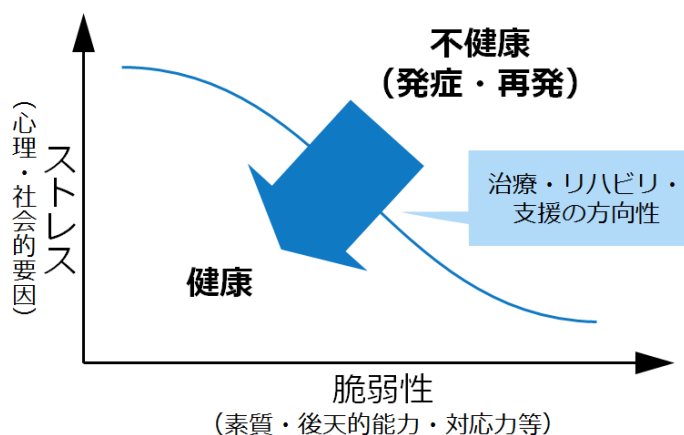 不健康
（発症・再発）
ストレス
（心理・社会的要因）
治療・リハビリ・
支援の方向性
健康
脆弱性
（素質・後天的能力・対応力等）